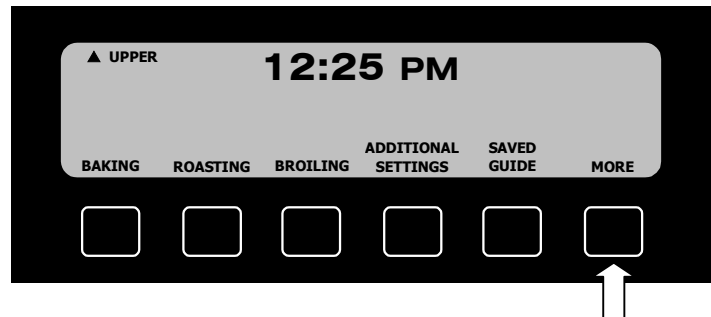 ▲ UPPER
12:25 PM
BAKING ROASTING BROILING ADDITIONAL SETTINGS SAVED GUIDE MORE